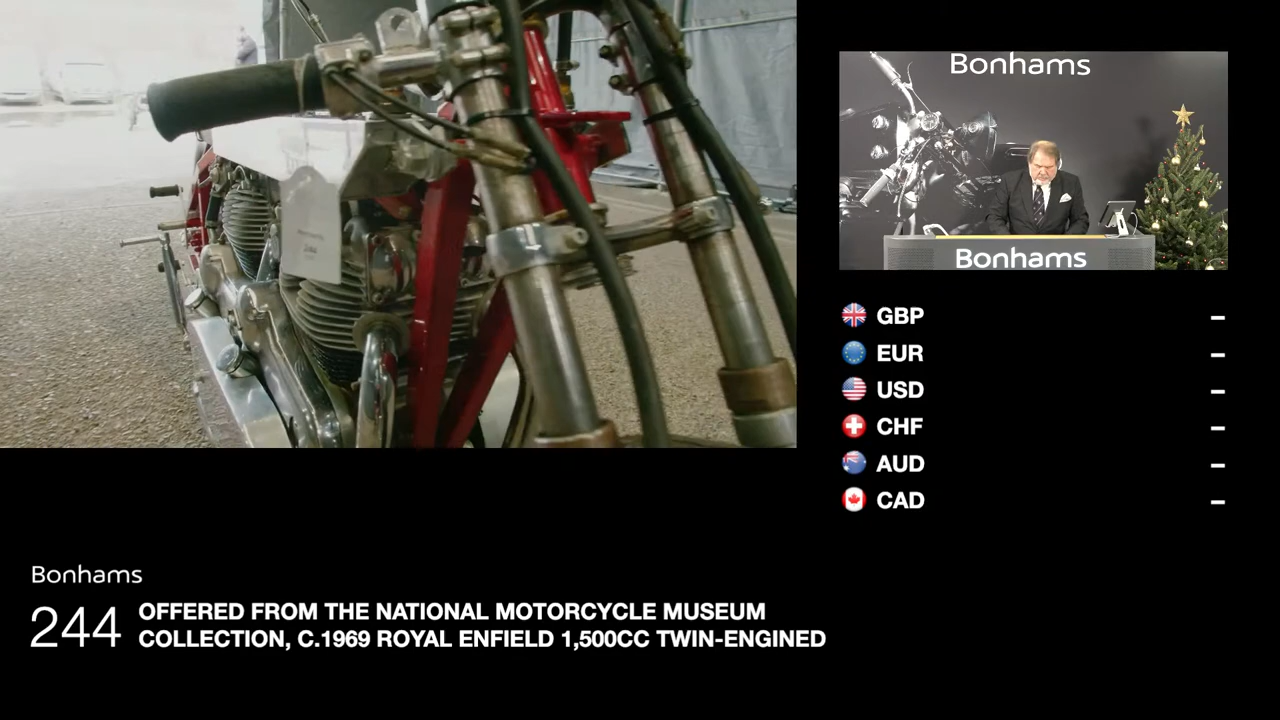 Bonhams
Bonhams
GBP –
EUR –
USD –
CHF –
AUD –
CAD –
Bonhams
244
OFFERED FROM THE NATIONAL MOTORCYCLE MUSEUM
COLLECTION, C.1969 ROYAL ENFIELD 1,500CC TWIN-ENGINED